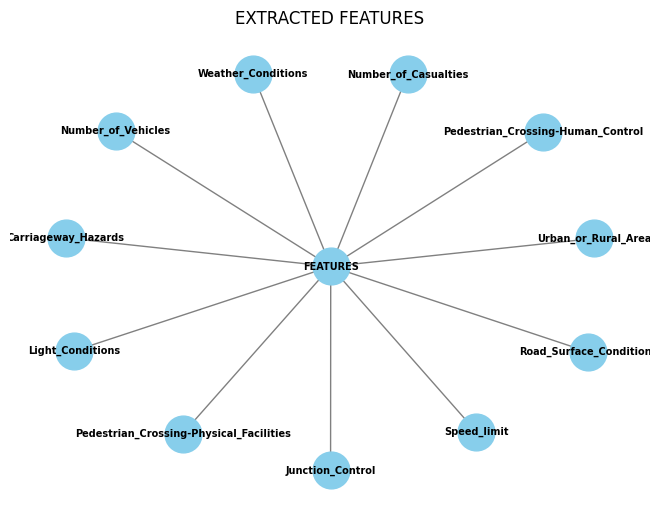 EXTRACTED FEATURES
Weather_Conditions
Number_of_Casualties
Number_of_Vehicles
Pedestrian_Crossing-Human_Control
Carriageway_Hazards
Urban_or_Rural_Area
FEATURES
Light_Conditions
Road_Surface_Condition
Pedestrian_Crossing-Physical_Facilities
Speed_limit
Junction_Control